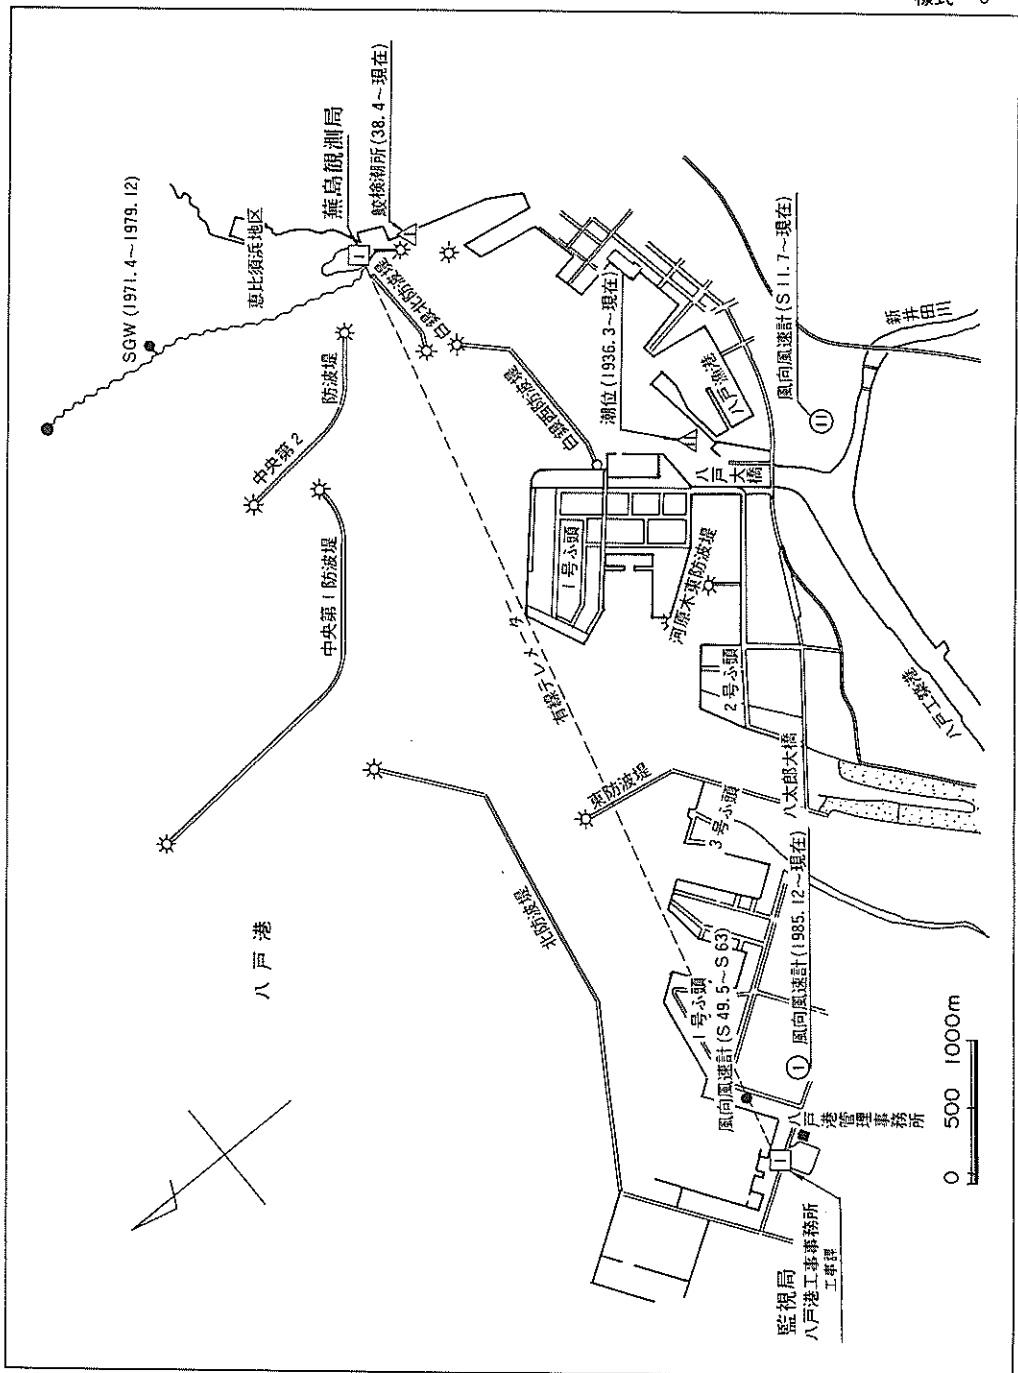 八戸港
SGW (1971.4～1979.12)
恵比須浜地区
蕪島観測局
鮫検潮所(38.4～現在)
中央第2
防波堤
中央第1防波堤
白銀北防波堤
白銀西防波堤
北防波堤
有線テレメータ
東防波堤
潮位(1936.3～現在)
八戸漁港
八戸大橋
風向風速計(S11.7～現在)
新井田川
1号ふ頭
河原木東防波堤
2号ふ頭
八太郎大橋
八戸工業港
3号ふ頭
1号ふ頭
風向風速計(S49.5～S63)
風向風速計(1985.12～現在)
八戸港管理事務所
監視局
八戸港工事事務所
工事課
0 500 1000m